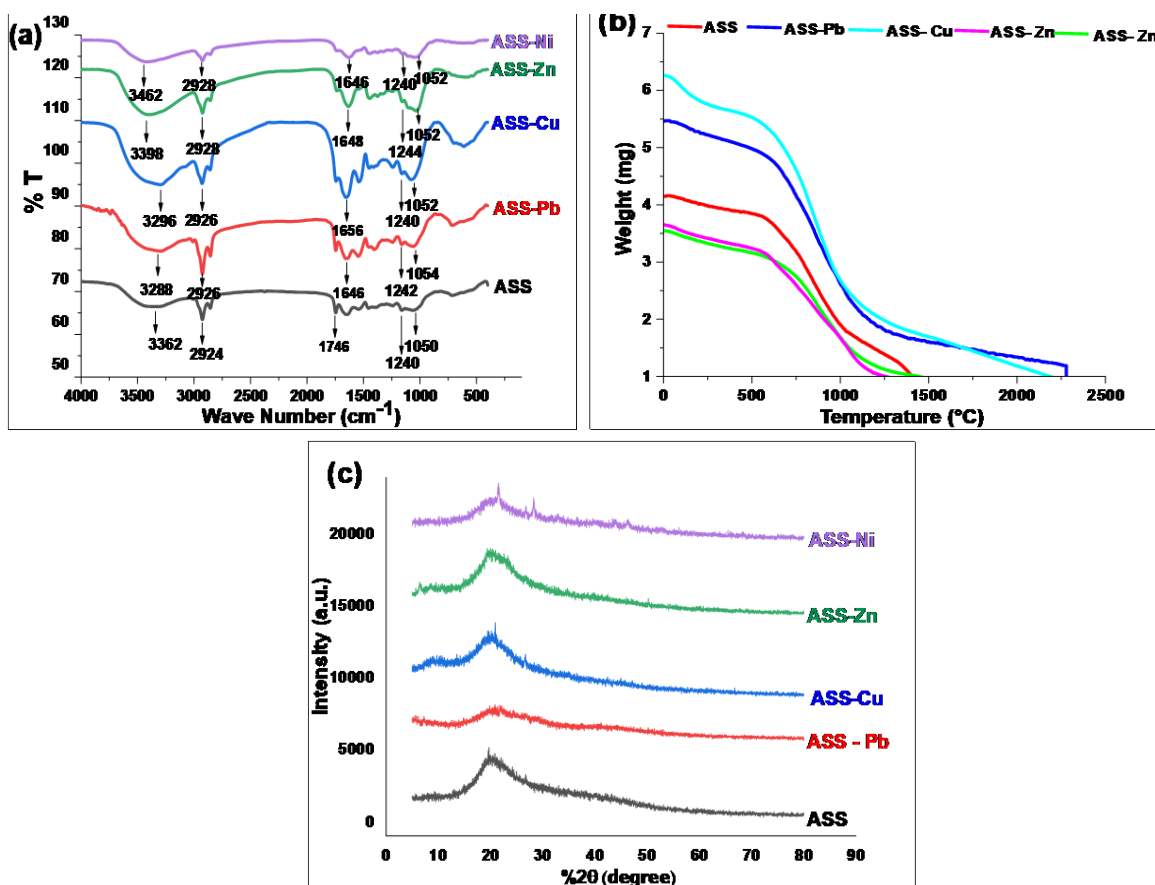 (a)
130
120
110
100
90
80
70
60
50
% T
ASS-Ni
3462
2928
1646
1240
1052
ASS-Zn
3398
2928
1648
1244
1052
ASS-Cu
3296
2926
1656
1240
1052
ASS-Pb
3288
2926
1646
1242
1054
ASS
3362
2924
1746
1240
1050
4000 3500 3000 2500 2000 1500 1000 500
Wave Number (cm⁻¹)
(b)
ASS ASS-Pb ASS-Cu ASS-Zn ASS-Zn
7
6
5
4
3
2
1
Weight (mg)
0 500 1000 1500 2000 2500
Temperature (°C)
(c)
20000
15000
10000
5000
0
Intensity (a.u.)
ASS-Ni
ASS-Zn
ASS-Cu
ASS - Pb
ASS
0 10 20 30 40 50 60 70 80 90
%2θ (degree)